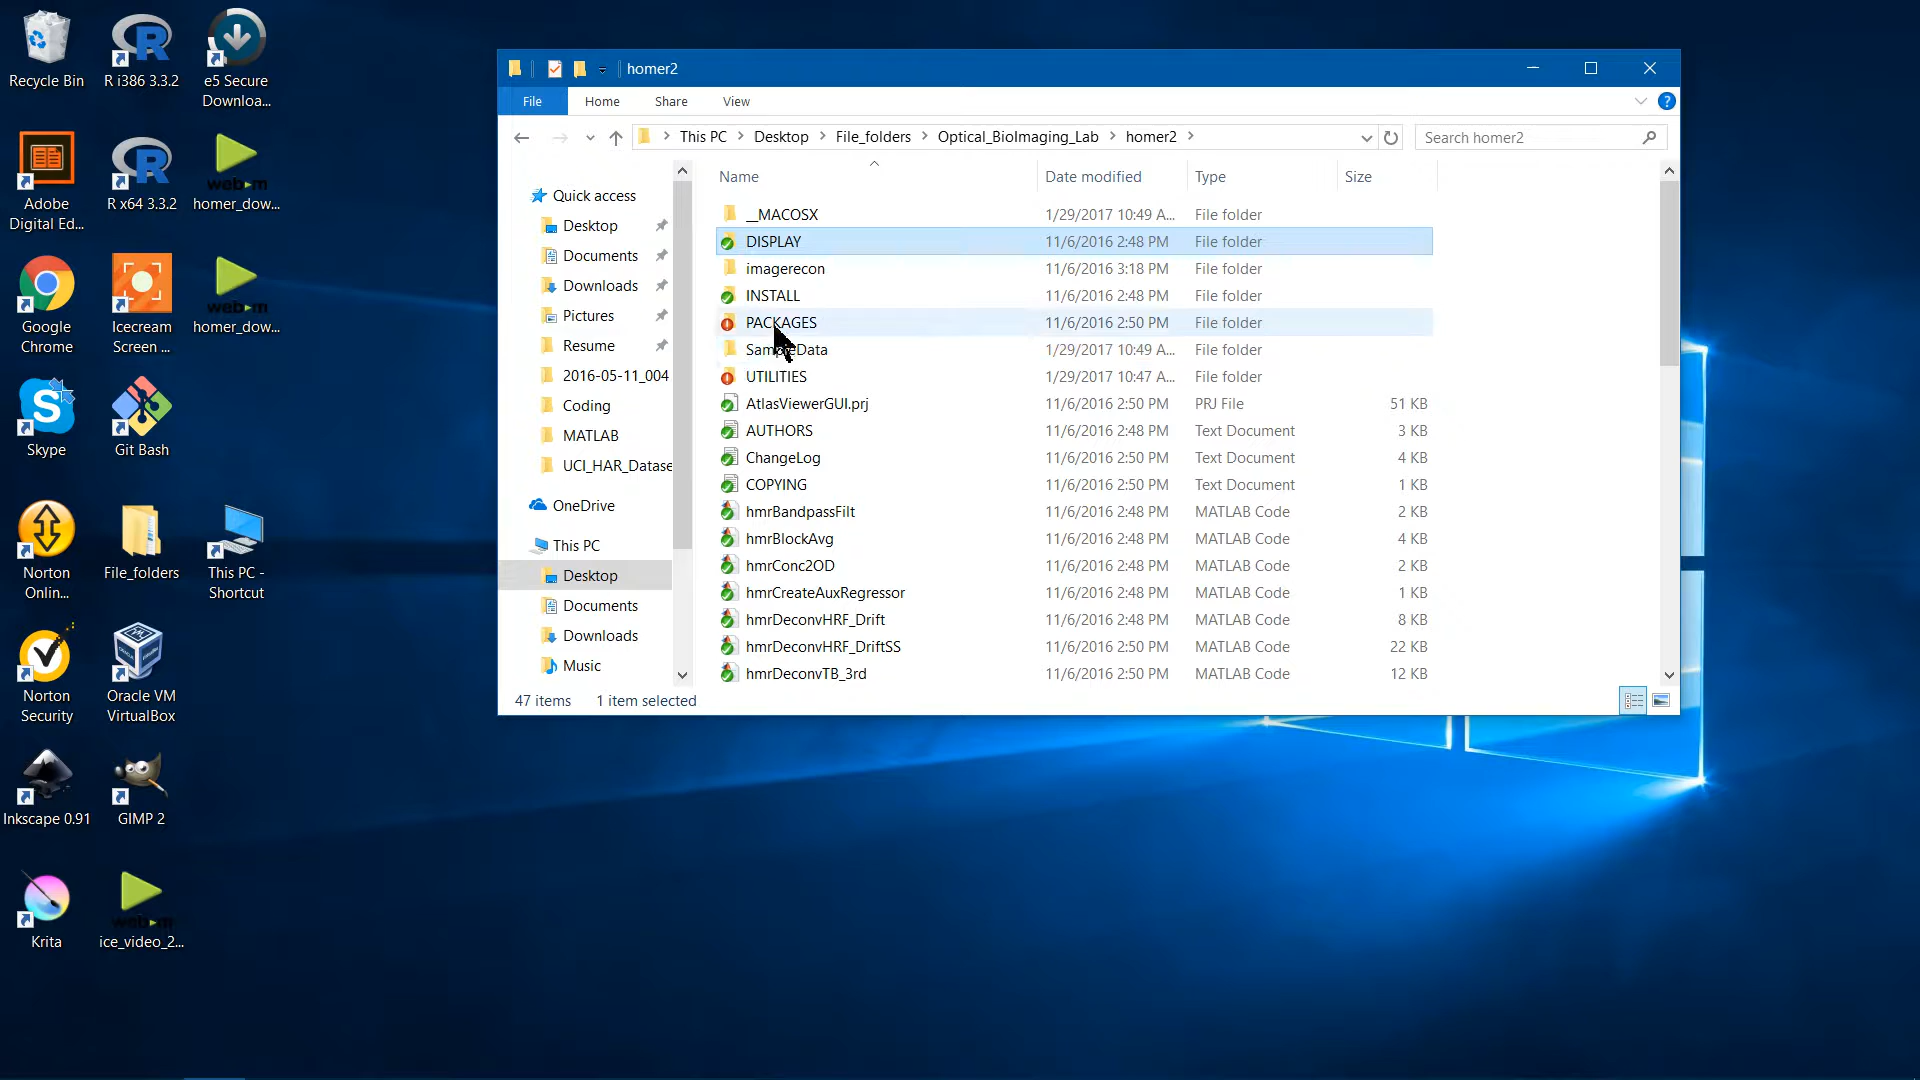 Recycle Bin
R i386 3.3.2
e5 Secure
Downloa...
Adobe
Digital Ed...
R x64 3.3.2
web-m
homer_dow...
Google
Chrome
Icecream
Screen ...
web-m
homer_dow...
Skype
Git Bash
Norton
Onlin...
File_folders
This PC -
Shortcut
Norton
Security
Oracle VM
VirtualBox
Inkscape 0.91
GIMP 2
Krita
web-m
ice_video_2...
homer2
File
Home
Share
View
This PC
Desktop
File_folders
Optical_BioImaging_Lab
homer2
Search homer2
Quick access
Desktop
Documents
Downloads
Pictures
Resume
2016-05-11_004
Coding
MATLAB
UCI_HAR_Datase
OneDrive
This PC
Desktop
Documents
Downloads
Music
Name Date modified Type Size
__MACOSX 1/29/2017 10:49 A... File folder
DISPLAY 11/6/2016 2:48 PM File folder
imagerecon 11/6/2016 3:18 PM File folder
INSTALL 11/6/2016 2:48 PM File folder
PACKAGES 11/6/2016 2:50 PM File folder
SampleData 1/29/2017 10:49 A... File folder
UTILITIES 1/29/2017 10:47 A... File folder
AtlasViewerGUI.prj 11/6/2016 2:50 PM PRJ File 51 KB
AUTHORS 11/6/2016 2:48 PM Text Document 3 KB
ChangeLog 11/6/2016 2:50 PM Text Document 4 KB
COPYING 11/6/2016 2:50 PM Text Document 1 KB
hmrBandpassFilt 11/6/2016 2:48 PM MATLAB Code 2 KB
hmrBlockAvg 11/6/2016 2:48 PM MATLAB Code 4 KB
hmrConc2OD 11/6/2016 2:48 PM MATLAB Code 2 KB
hmrCreateAuxRegressor 11/6/2016 2:48 PM MATLAB Code 1 KB
hmrDeconvHRF_Drift 11/6/2016 2:48 PM MATLAB Code 8 KB
hmrDeconvHRF_DriftSS 11/6/2016 2:50 PM MATLAB Code 22 KB
hmrDeconvTB_3rd 11/6/2016 2:50 PM MATLAB Code 12 KB
47 items 1 item selected